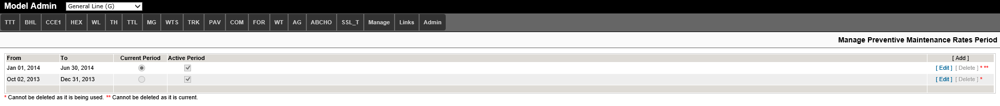 Model Admin General Line (G)
TTT BHL CCE1 HEX WL TH TTL MG WTS TRK PAV COM FOR WT AG ABCHO SSL_T Manage Links Admin
Manage Preventive Maintenance Rates Period
From To Current Period Active Period [ Add ]
Jan 01, 2014 Jun 30, 2014 [ Edit ] [ Delete ] * **
Oct 02, 2013 Dec 31, 2013 [ Edit ] [ Delete ] *
* Cannot be deleted as it is being used. ** Cannot be deleted as it is current.